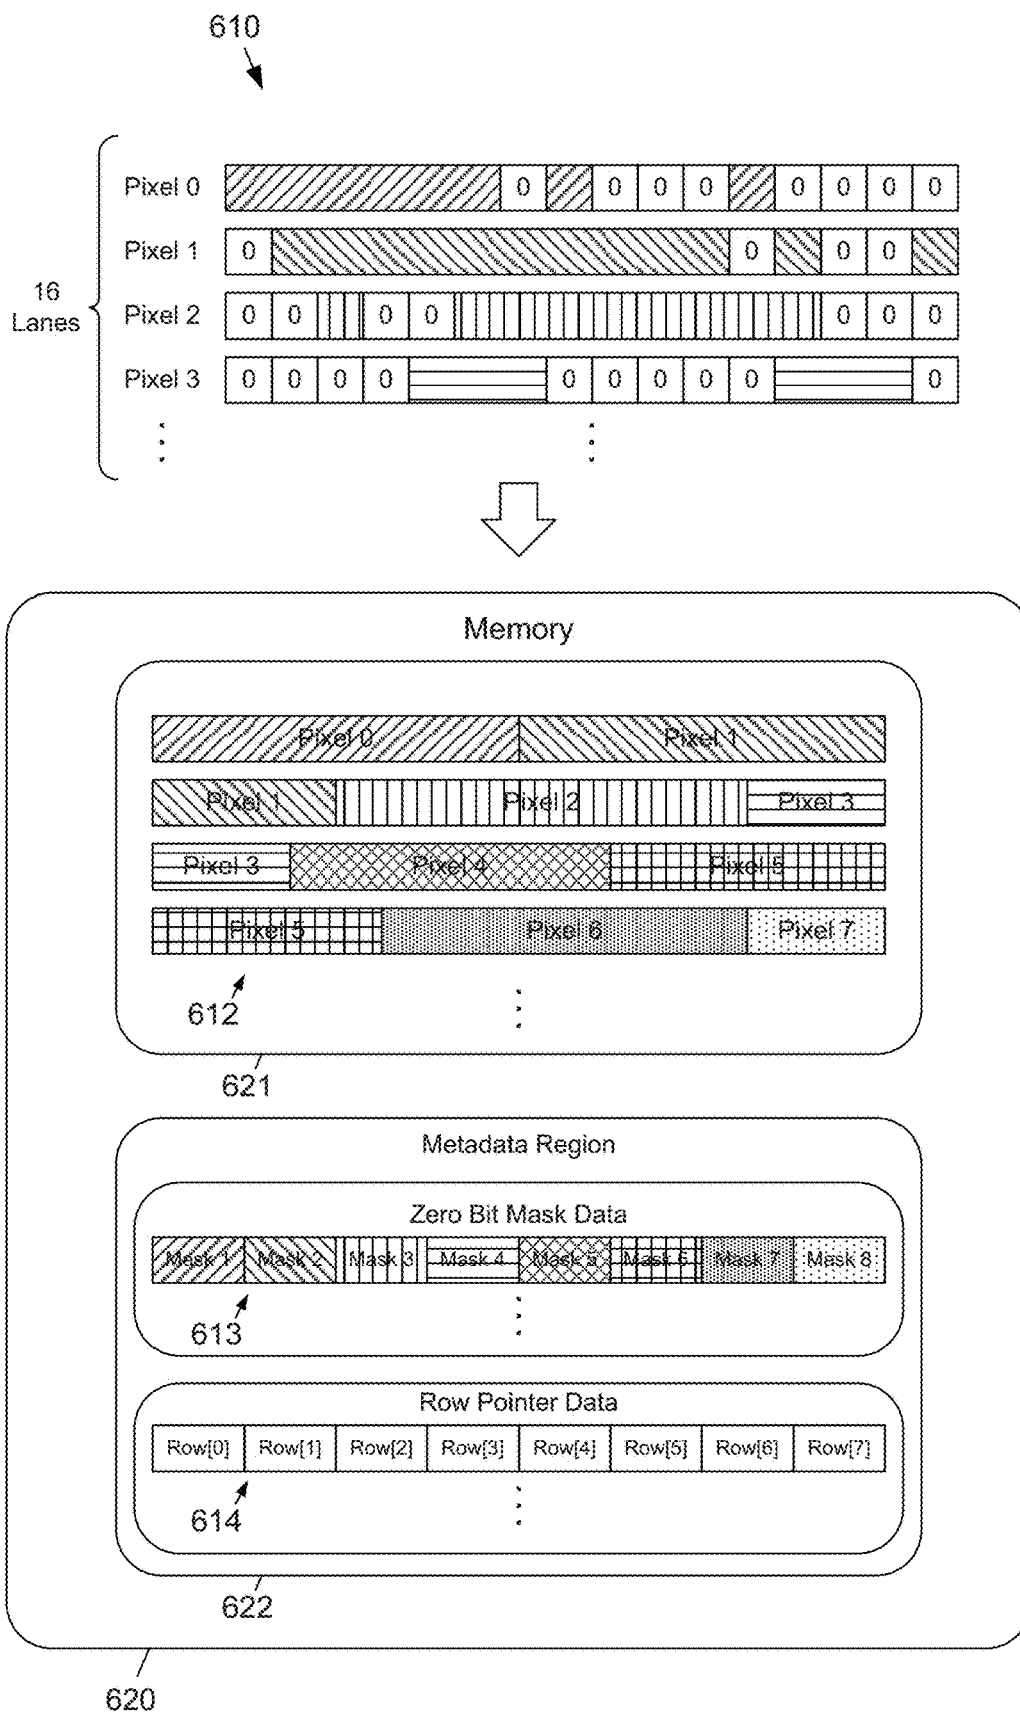 610
Pixel 0 0 0 0 0 0 0 0 0
Pixel 1 0 0 0 0
16
Lanes
Pixel 2 0 0 0 0 0 0 0
Pixel 3 0 0 0 0 0 0 0 0 0 0
Memory
Pixel 0 Pixel 1
Pixel 1 Pixel 2 Pixel 3
Pixel 3 Pixel 4 Pixel 5
Pixel 5 Pixel 6 Pixel 7
612
621
Metadata Region
Zero Bit Mask Data
Mask 1 Mask 2 Mask 3 Mask 4 Mask 5 Mask 6 Mask 7 Mask 8
613
Row Pointer Data
Row[0] Row[1] Row[2] Row[3] Row[4] Row[5] Row[6] Row[7]
614
622
620